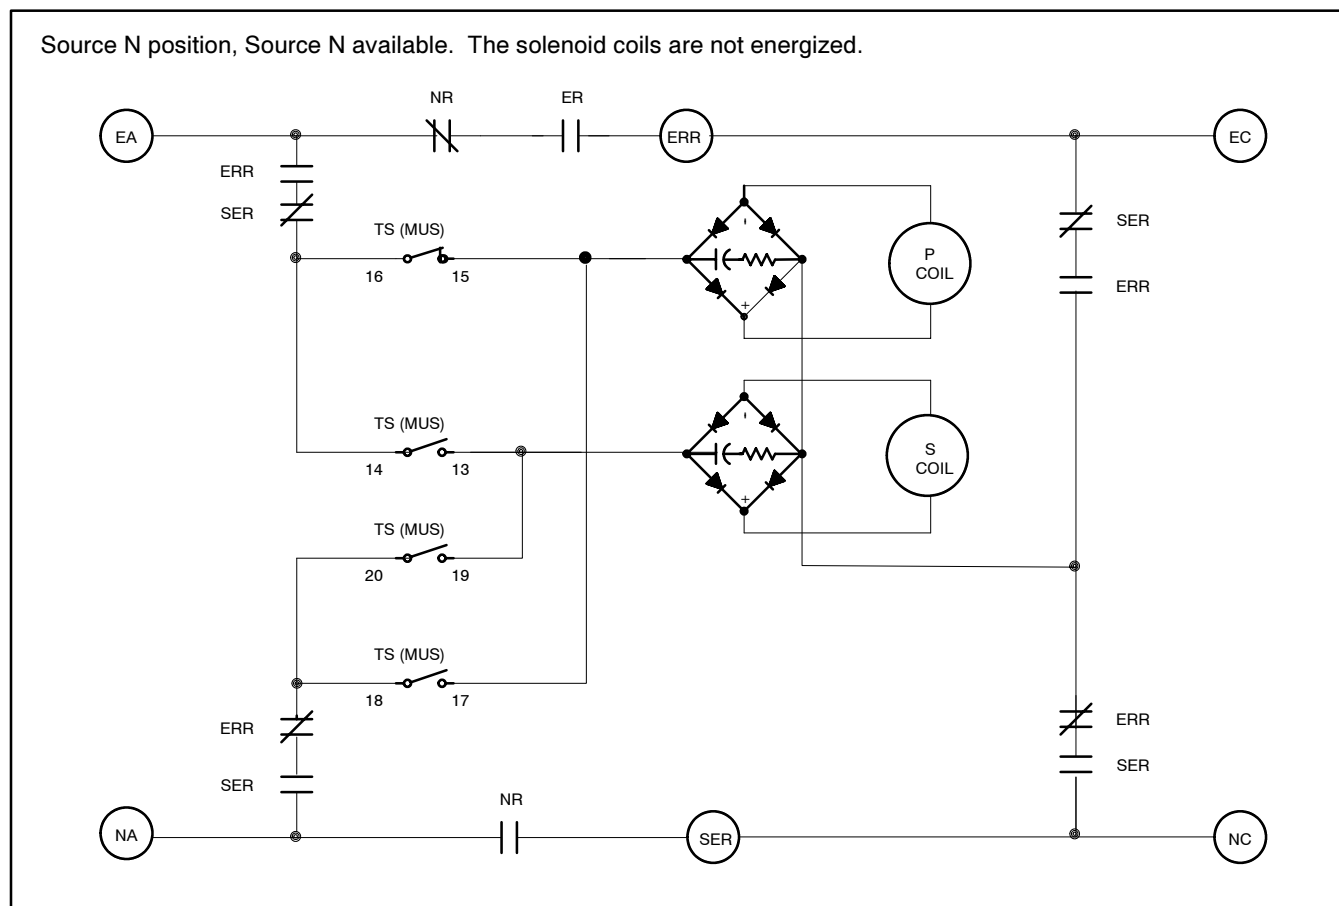 Source N position, Source N available. The solenoid coils are not energized.
NR
ER
EA
ERR
EC
ERR
SER
SER
TS (MUS)
16
15
P
COIL
ERR
+
TS (MUS)
14
13
S
COIL
+
TS (MUS)
20
19
TS (MUS)
18
17
ERR
ERR
SER
SER
NR
NA
SER
NC